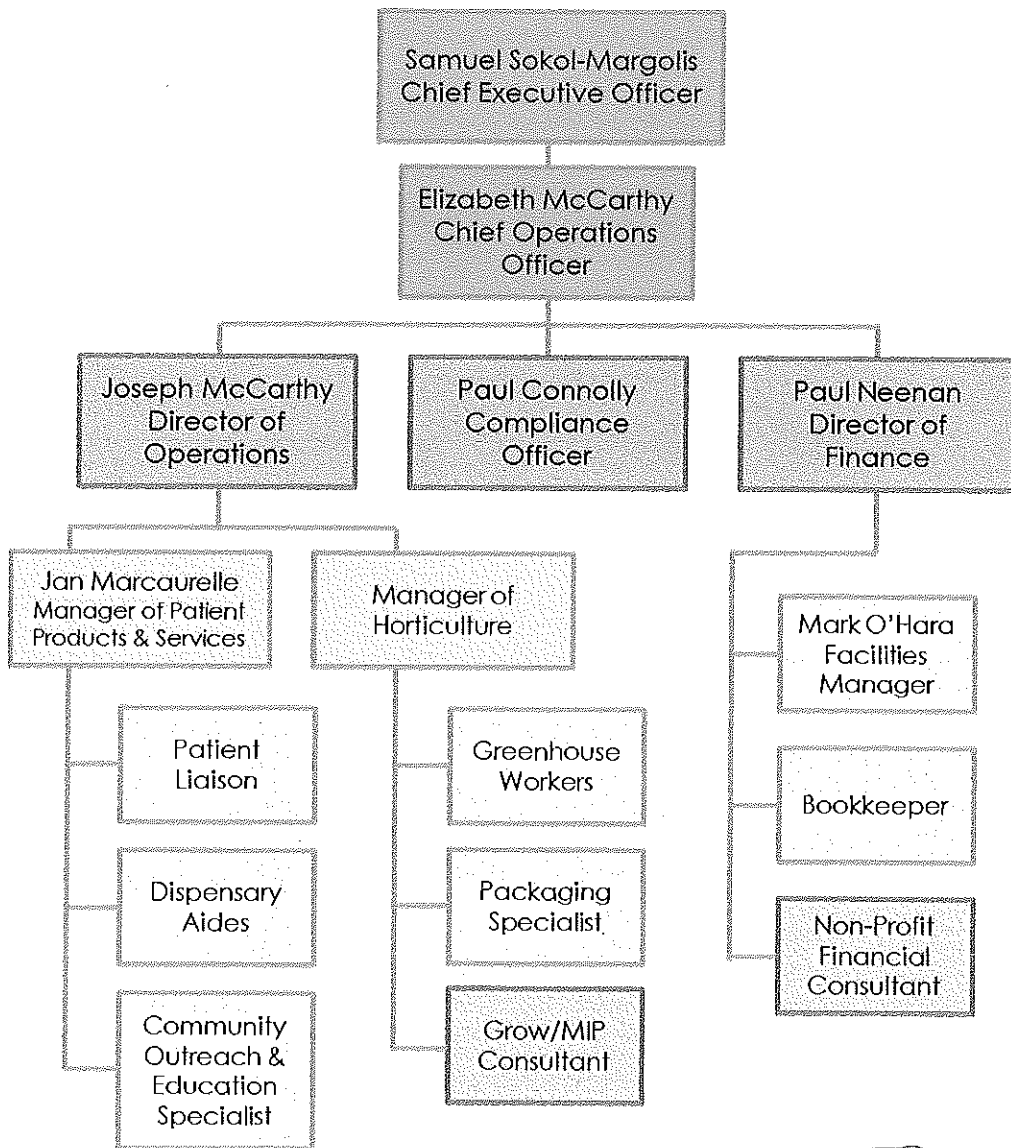 Samuel Sokol-Margolis
Chief Executive Officer
Elizabeth McCarthy
Chief Operations
Officer
Joseph McCarthy
Director of
Operations
Paul Connolly
Compliance
Officer
Paul Neenan
Director of
Finance
Jan Marcaurelle
Manager of Patient
Products & Services
Manager of
Horticulture
Mark O'Hara
Facilities
Manager
Patient
Liaison
Greenhouse
Workers
Bookkeeper
Dispensary
Aides
Packaging
Specialist
Non-Profit
Financial
Consultant
Community
Outreach &
Education
Specialist
Grow/MIP
Consultant